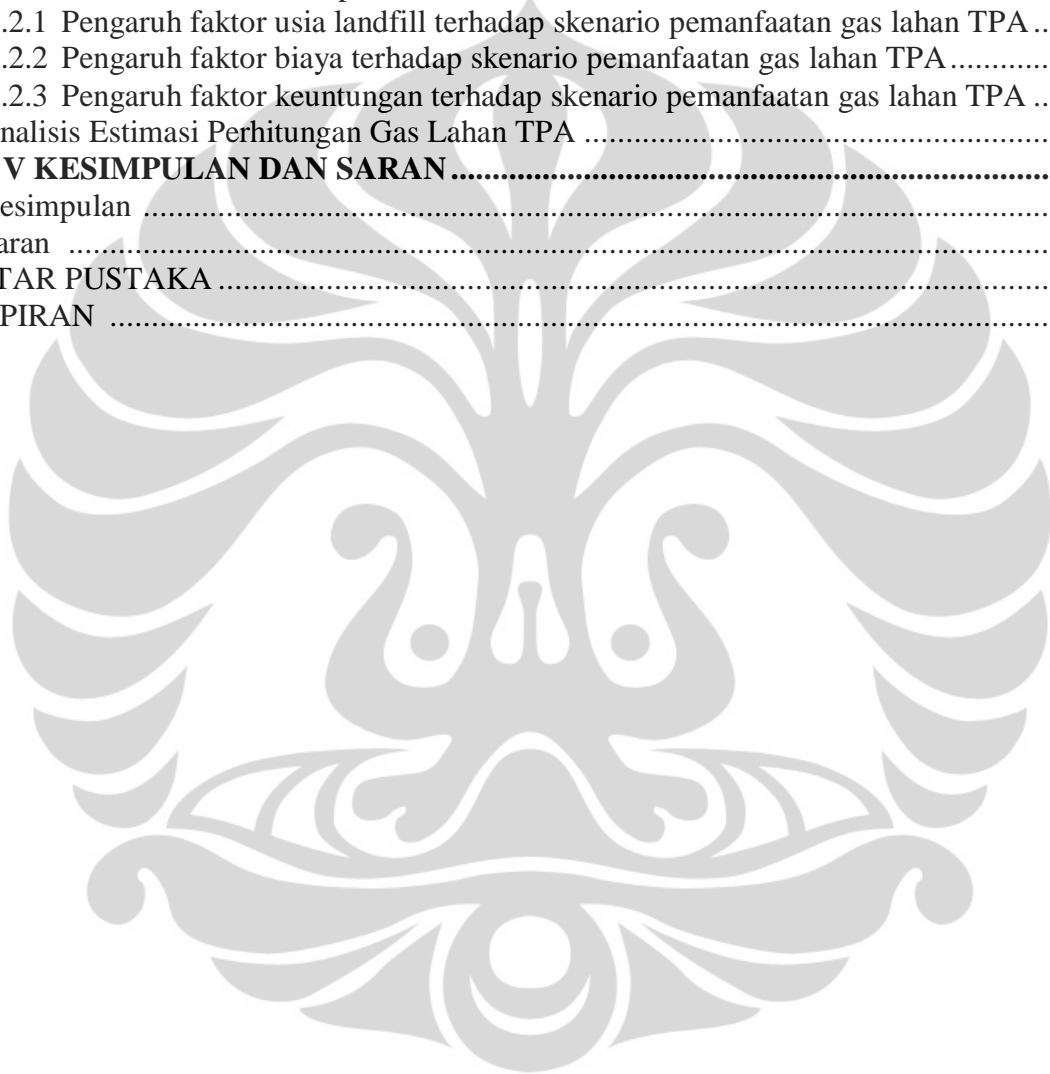 .2.1 Pengaruh faktor usia landfill terhadap skenario pemanfaatan gas lahan TPA ..
.2.2 Pengaruh faktor biaya terhadap skenario pemanfaatan gas lahan TPA............
.2.3 Pengaruh faktor keuntungan terhadap skenario pemanfaatan gas lahan TPA ..
nalisis Estimasi Perhitungan Gas Lahan TPA ........................................................
V KESIMPULAN DAN SARAN........................................................................
esimpulan ..............................................................................................................
aran ......................................................................................................................
TAR PUSTAKA ....................................................................................................
PIRAN ..................................................................................................................